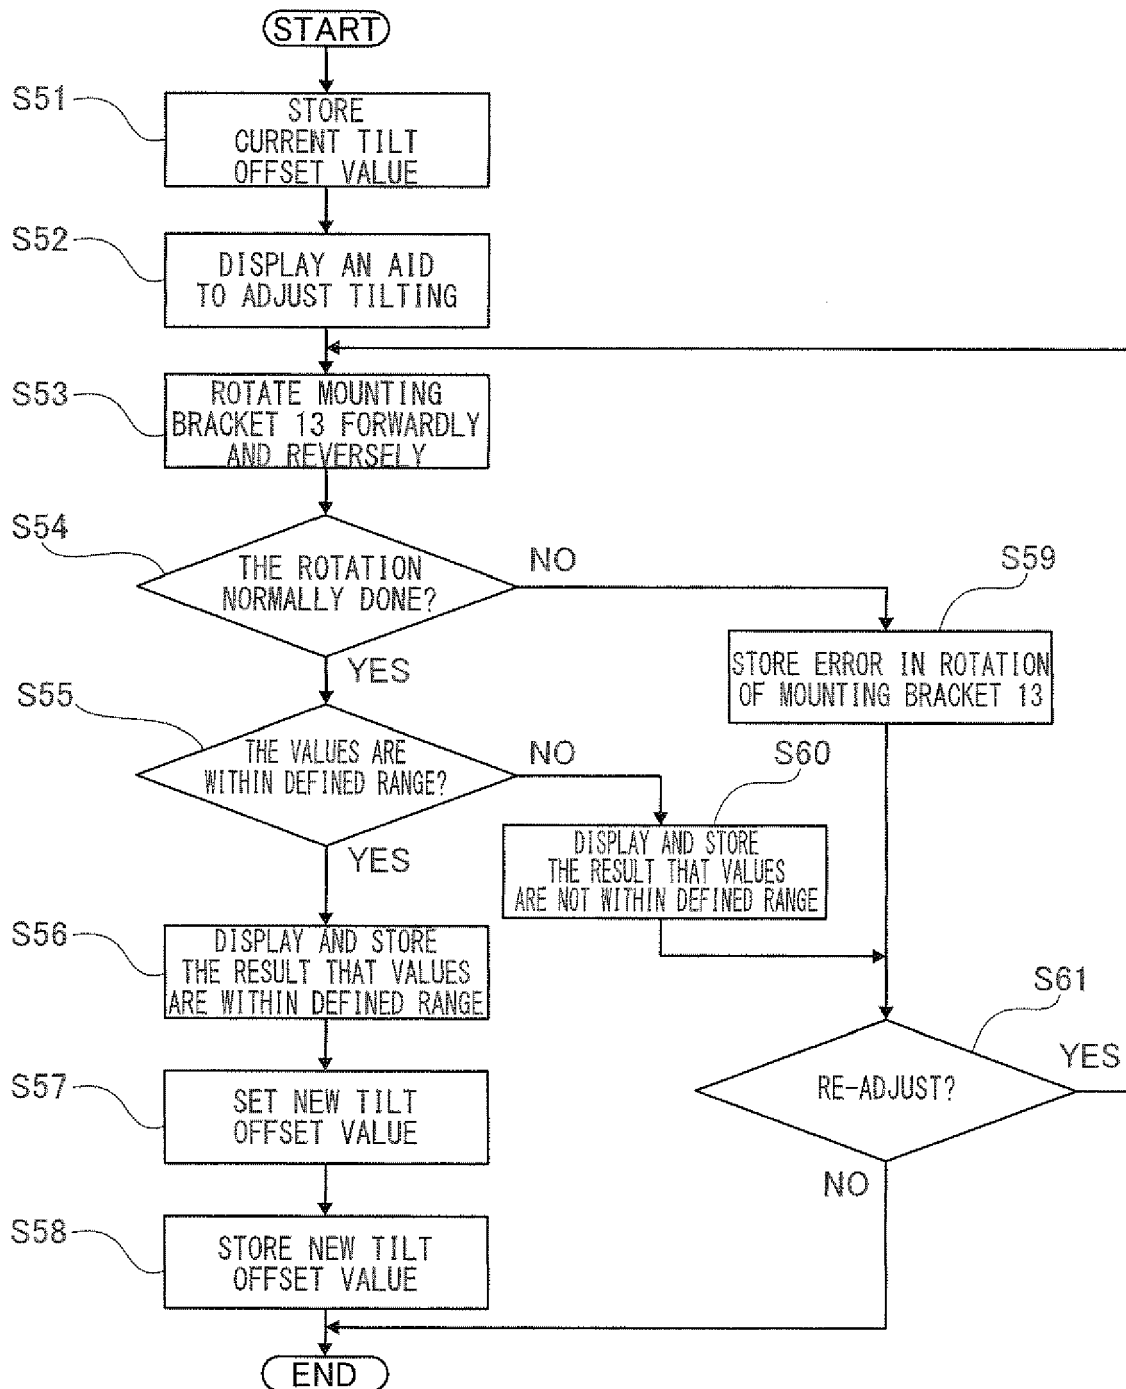 START
S51
STORE
CURRENT TILT
OFFSET VALUE
S52
DISPLAY AN AID
TO ADJUST TILTING
S53
ROTATE MOUNTING
BRACKET 13 FORWARDLY
AND REVERSELY
S54
THE ROTATION
NORMALLY DONE?
NO
YES
S59
STORE ERROR IN ROTATION
OF MOUNTING BRACKET 13
S55
THE VALUES ARE
WITHIN DEFINED RANGE?
NO
YES
S60
DISPLAY AND STORE
THE RESULT THAT VALUES
ARE NOT WITHIN DEFINED RANGE
S56
DISPLAY AND STORE
THE RESULT THAT VALUES
ARE WITHIN DEFINED RANGE
S61
RE-ADJUST?
YES
NO
S57
SET NEW TILT
OFFSET VALUE
S58
STORE NEW TILT
OFFSET VALUE
END